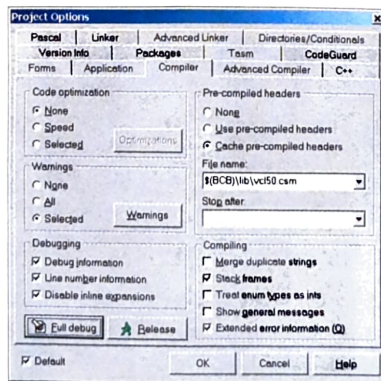 Project Options
Pascal Linker Advanced Linker Directories/Conditionals
Version Info Packages Tasm CodeGuard
Forms Application Compiler Advanced Compiler C++
Code optimization
None
Speed
Selected
Optimizations
Warnings
None
All
Selected
Warnings
Debugging
Debug information
Line number information
Disable inline expansions
Full debug
Release
Pre-compiled headers
None
Use pre-compiled headers
Cache pre-compiled headers
File name:
$(BCB)\lib\vcl50.csm
Stop after:
Compiling
Merge duplicate strings
Stack frames
Treat enum types as ints
Show general messages
Extended error information (Q)
Default
OK
Cancel
Help